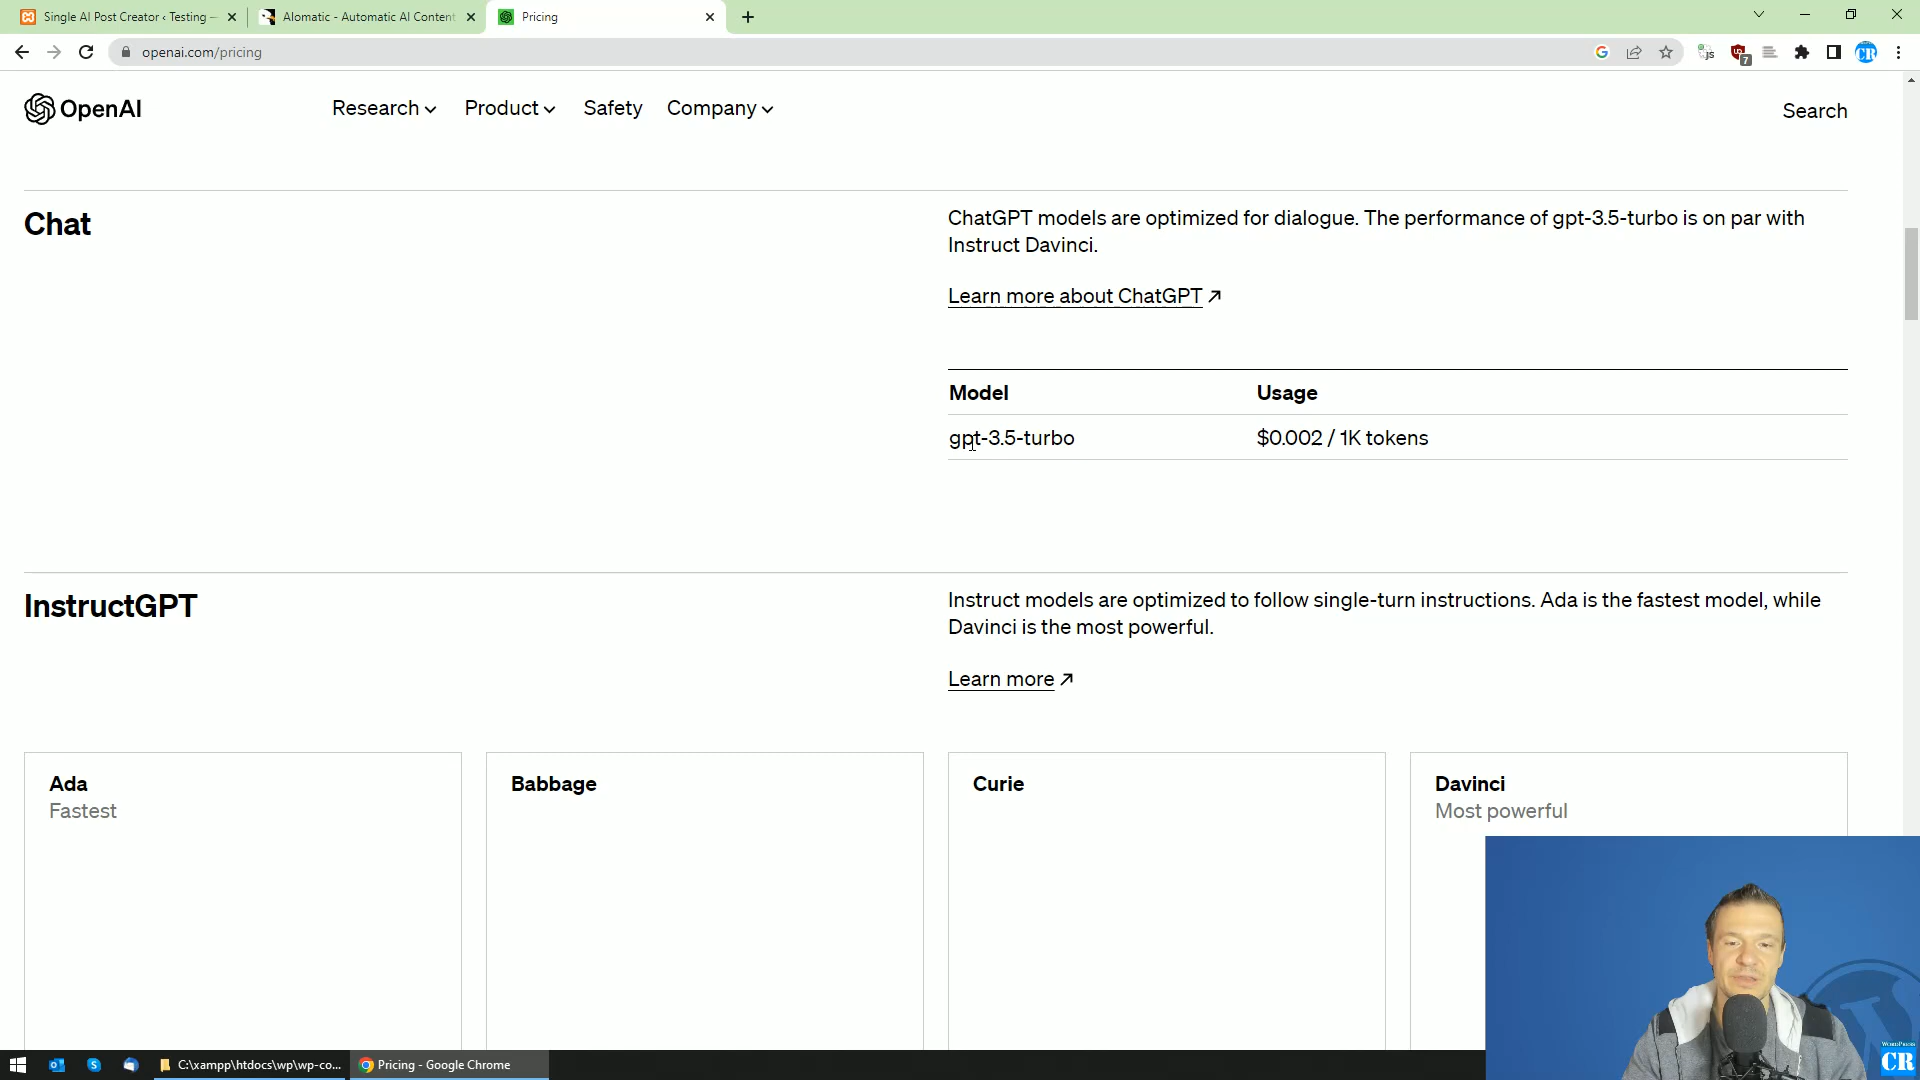 Single AI Post Creator ‹ Testing —
AIomatic - Automatic AI Content
Pricing
openai.com/pricing
7
CR
OpenAI
Research
Product
Safety
Company
Search
Chat
ChatGPT models are optimized for dialogue. The performance of gpt-3.5-turbo is on par with
Instruct Davinci.
Learn more about ChatGPT
Model Usage
gpt-3.5-turbo $0.002 / 1K tokens
InstructGPT
Instruct models are optimized to follow single-turn instructions. Ada is the fastest model, while
Davinci is the most powerful.
Learn more
Ada
Fastest
Babbage
Curie
Davinci
Most powerful
C:\xampp\htdocs\wp\wp-co...
Pricing - Google Chrome
WORDPRESS
CR